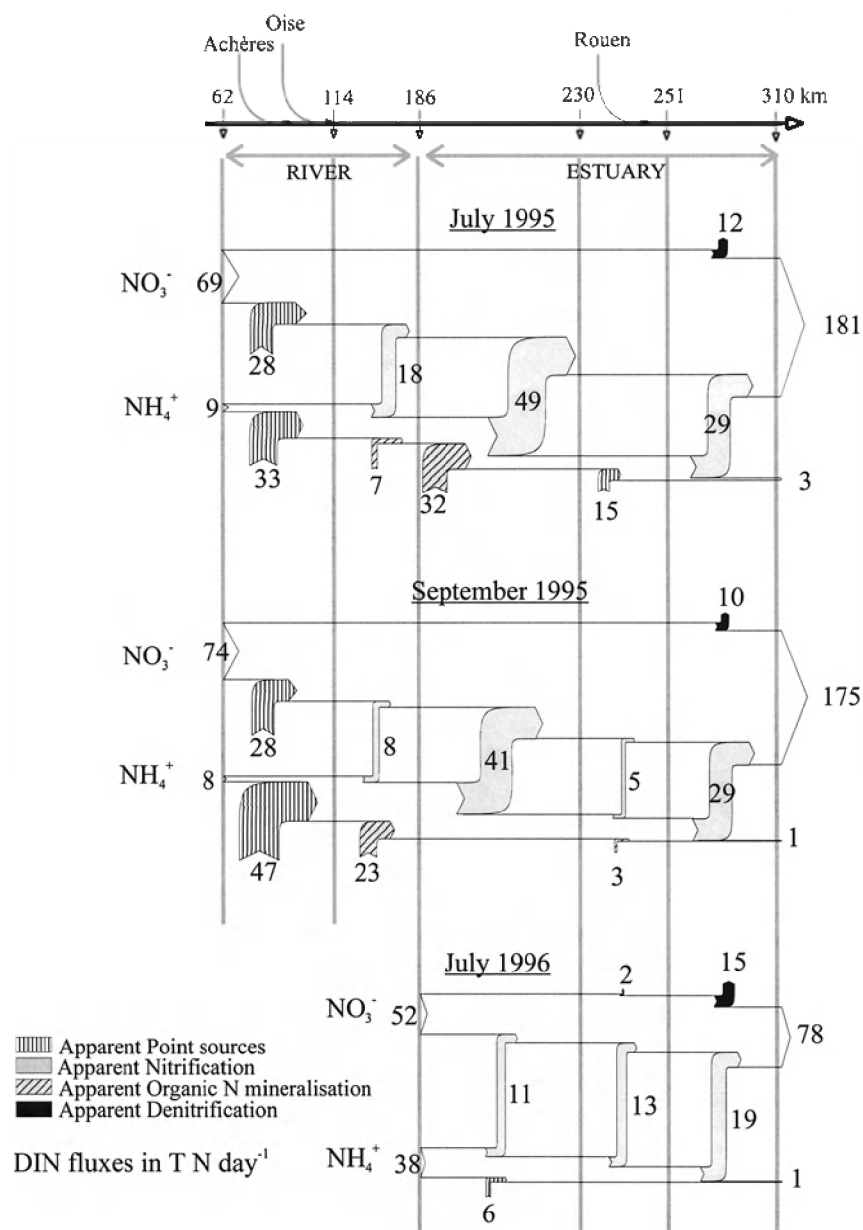 Oise
Achères
Rouen
62 114 186 230 251 310 km
RIVER ESTUARY
July 1995
12
NO₃⁻ 69
181
28 18 49 29
NH₄⁺ 9
33 7 32 15 3
September 1995
10
NO₃⁻ 74
175
28 8 41 5 29
NH₄⁺ 8
47 23 3 1
July 1996
2 15
NO₃⁻ 52
78
11 13 19
NH₄⁺ 38
6 1
Apparent Point sources
Apparent Nitrification
Apparent Organic N mineralisation
Apparent Denitrification
DIN fluxes in T N day⁻¹